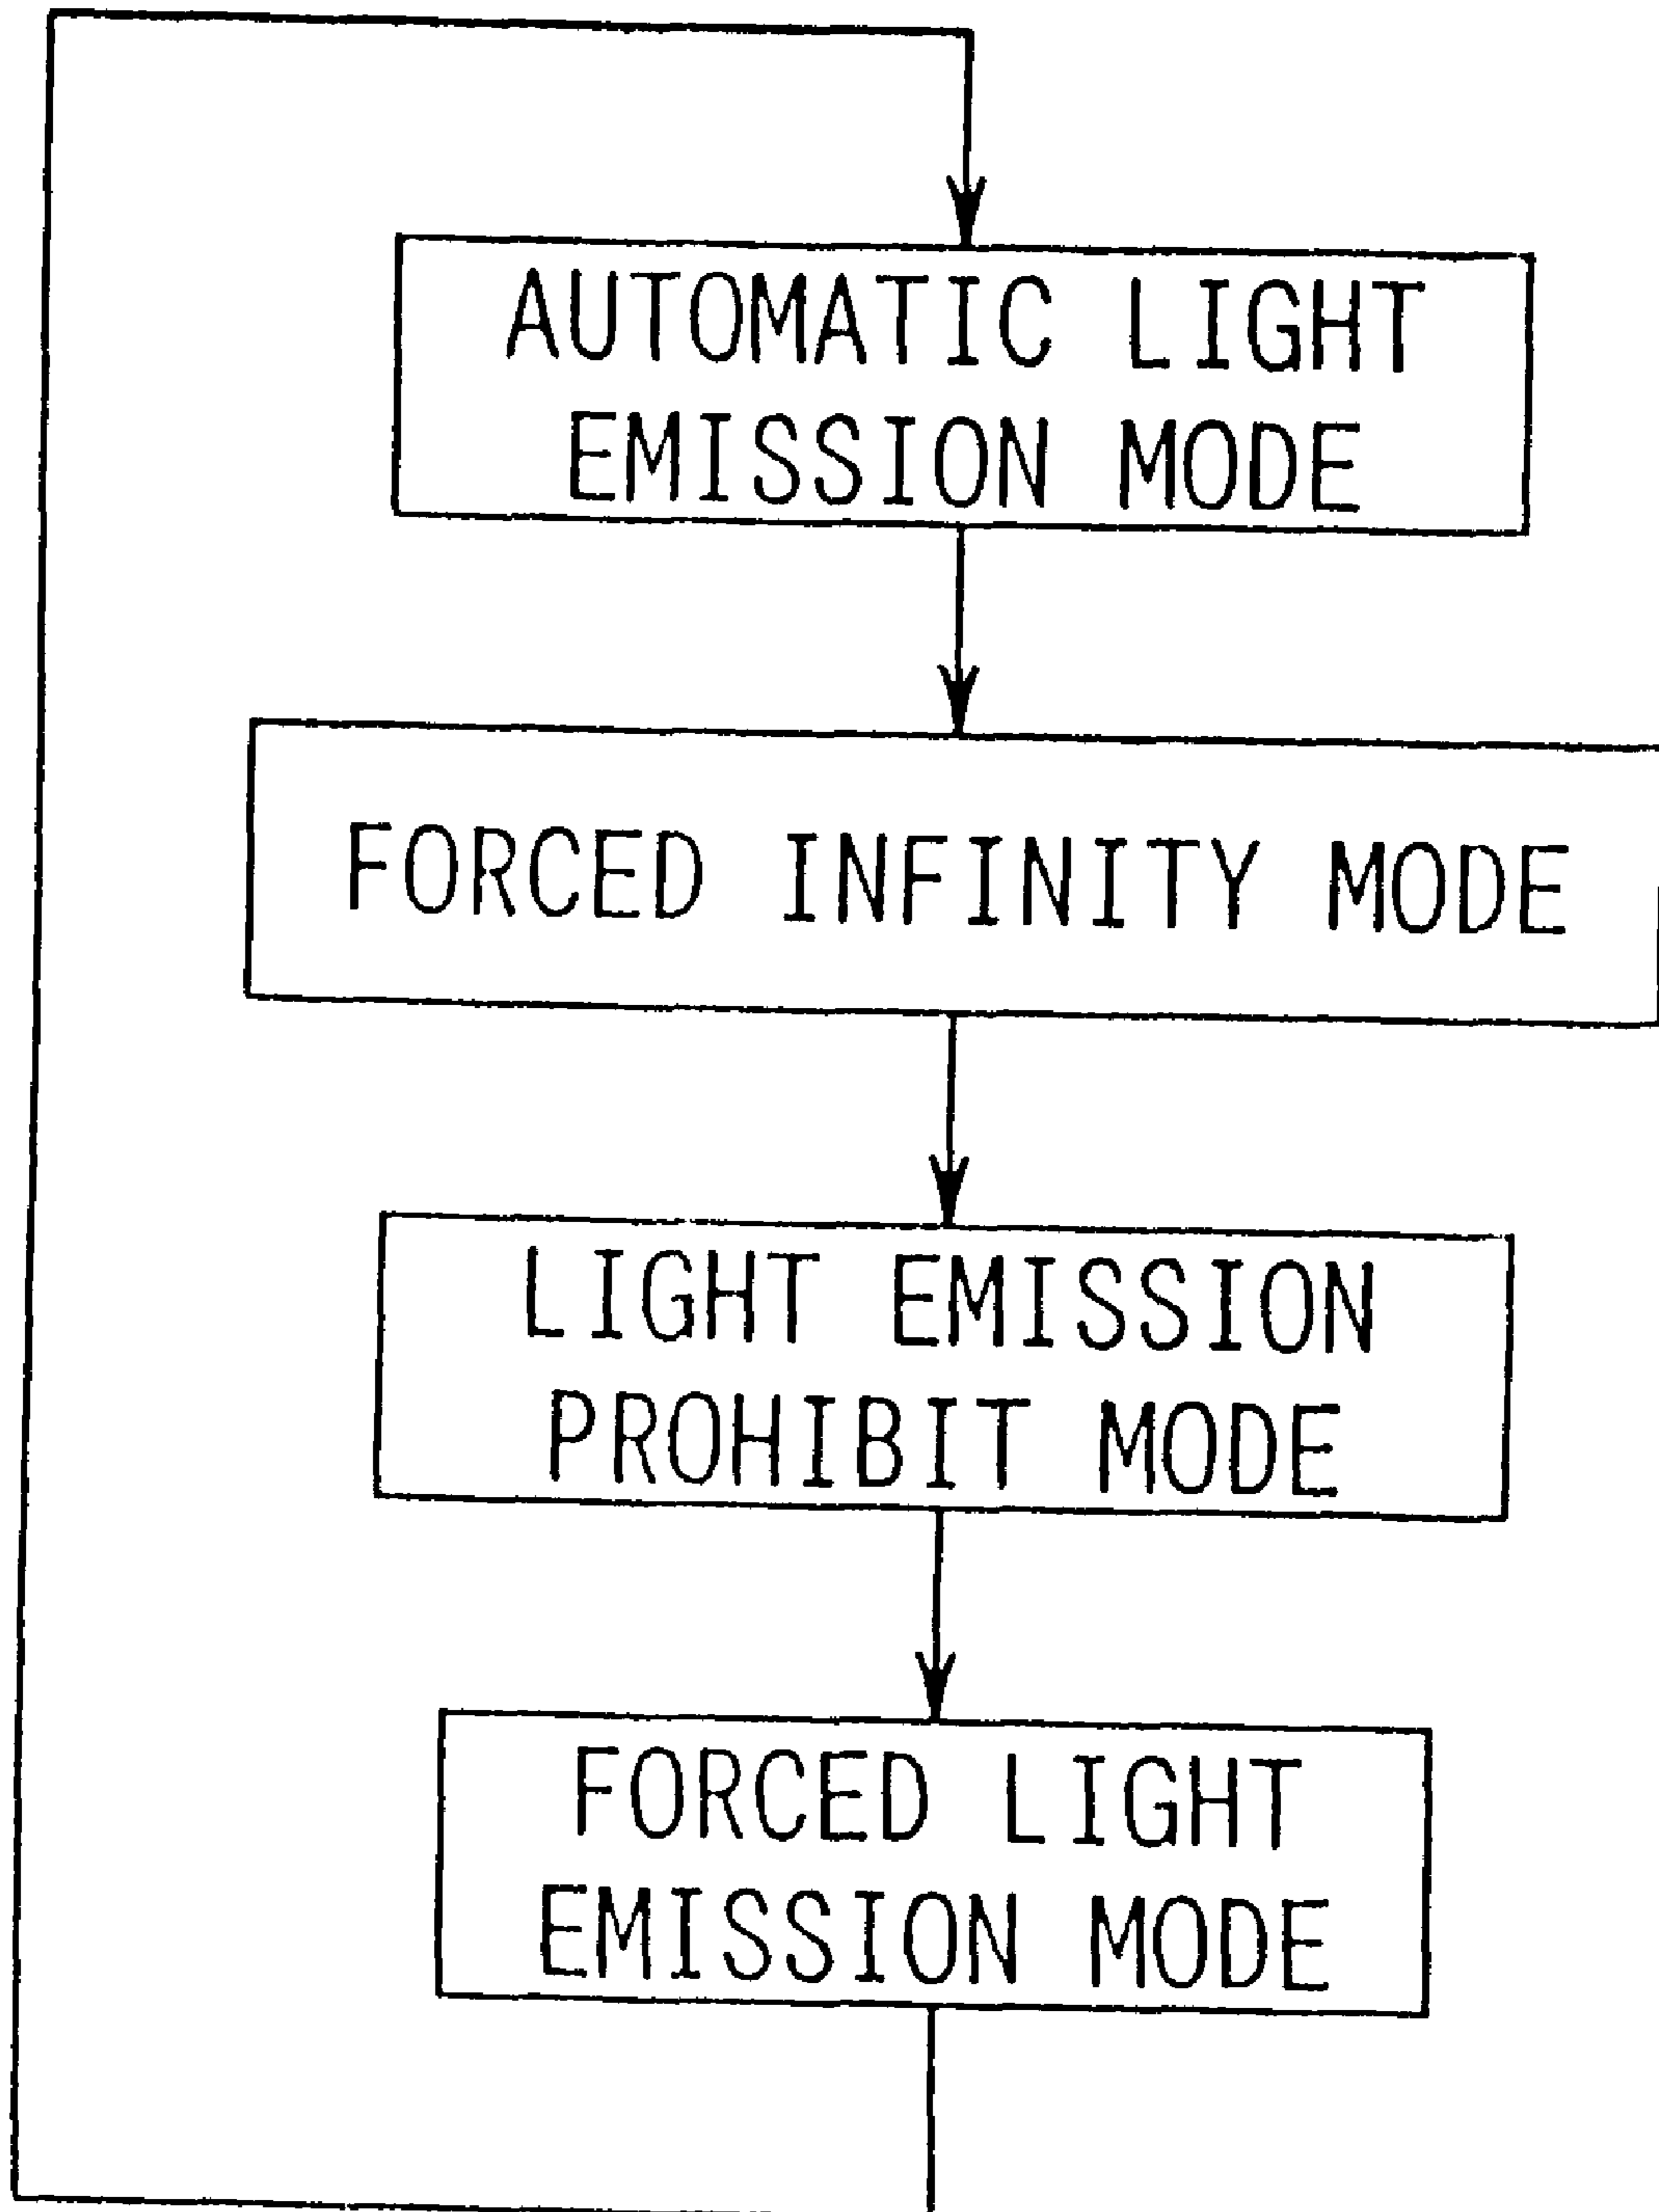 AUTOMATIC LIGHT
EMISSION MODE
FORCED INFINITY MODE
LIGHT EMISSION
PROHIBIT MODE
FORCED LIGHT
EMISSION MODE